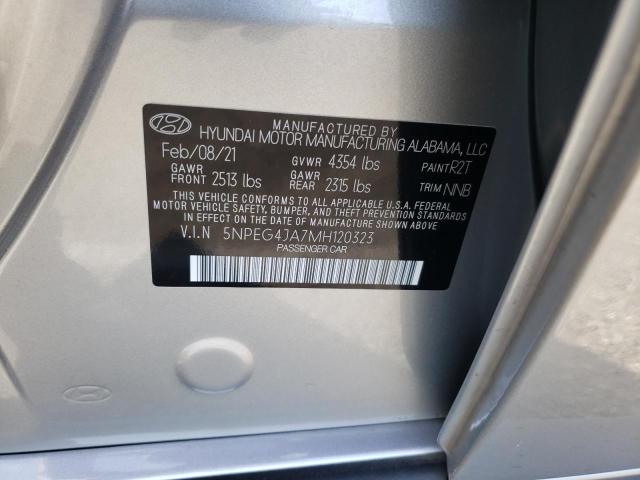 MANUFACTURED BY
HYUNDAI MOTOR MANUFACTURING ALABAMA, LLC
Feb/08/21 GVWR 4354 lbs PAINT R2T
GAWR FRONT 2513 lbs GAWR REAR 2315 lbs TRIM NNB
THIS VEHICLE CONFORMS TO ALL APPLICABLE U.S.A. FEDERAL
MOTOR VEHICLE SAFETY, BUMPER, AND THEFT PREVENTION STANDARDS
IN EFFECT ON THE DATE OF MANUFACTURE SHOWN ABOVE.
V.I.N 5NPEG4JA7MH120323
PASSENGER CAR